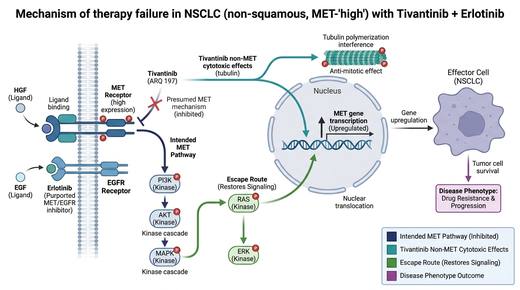 Mechanism of therapy failure in NSCLC (non-squamous, MET-'high') with Tivantinib + Erlotinib
HGF
(Ligand)
Ligand
binding
MET
Receptor
(high
expression)
Tivantinib
(ARQ 197)
Tivantinib non-MET
cytotoxic effects
(tubulin)
Tubulin polymerization
interference
Anti-mitotic effect
Presumed MET
mechanism
(inhibited)
Intended
MET
Pathway
EGF
(Ligand)
Erlotinib
(Purported
MET/EGFR
inhibitor)
EGFR
Receptor
P
P
P
P
PI3K
(Kinase)
P
AKT
(Kinase)
P
Kinase cascade
MAPK
(Kinase)
P
Kinase cascade
Escape Route
(Restores Signaling)
RAS
(Kinase)
P
ERK
(Kinase)
P
Nucleus
MET gene
transcription
(Upregulated)
Nuclear
translocation
Gene
upregulation
Effector Cell
(NSCLC)
Tumor cell
survival
Disease Phenotype:
Drug Resistance &
Progression
Intended MET Pathway (Inhibited)
Tivantinib Non-MET Cytotoxic Effects
Escape Route (Restores Signaling)
Disease Phenotype Outcome